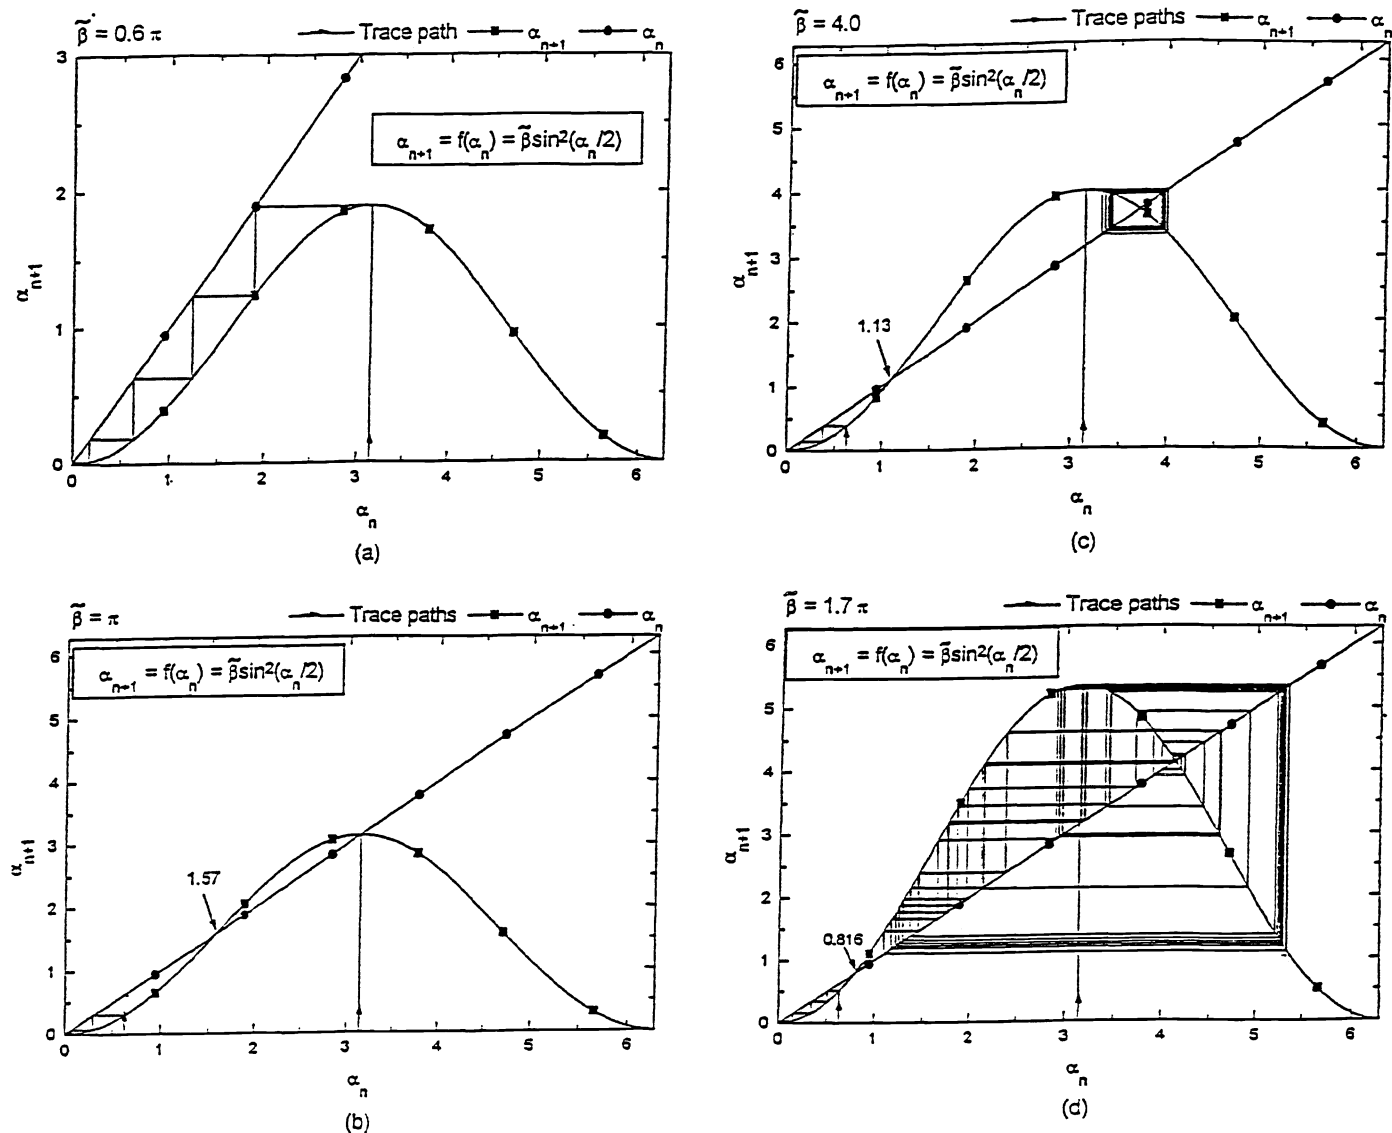 β̃ = 0.6 π
Trace path α_{n+1} α_n
α_{n+1} = f(α_n) = β̃sin²(α_n/2)
3
2
1
0
α_{n+1}
0 1 2 3 4 5 6
α_n
(a)
β̃ = 4.0
Trace paths α_{n+1} α_n
α_{n+1} = f(α_n) = β̃sin²(α_n/2)
6
5
4
3
2
1
0
α_{n+1}
1.13
0 1 2 3 4 5 6
α_n
(c)
β̃ = π
Trace paths α_{n+1} α_n
α_{n+1} = f(α_n) = β̃sin²(α_n/2)
6
5
4
3
2
1
0
α_{n+1}
1.57
0 1 2 3 4 5 6
α_n
(b)
β̃ = 1.7 π
Trace paths α_{n+1} α_n
α_{n+1} = f(α_n) = β̃sin²(α_n/2)
6
5
4
3
2
1
0
α_{n+1}
0.816
0 1 2 3 4 5 6
α_n
(d)